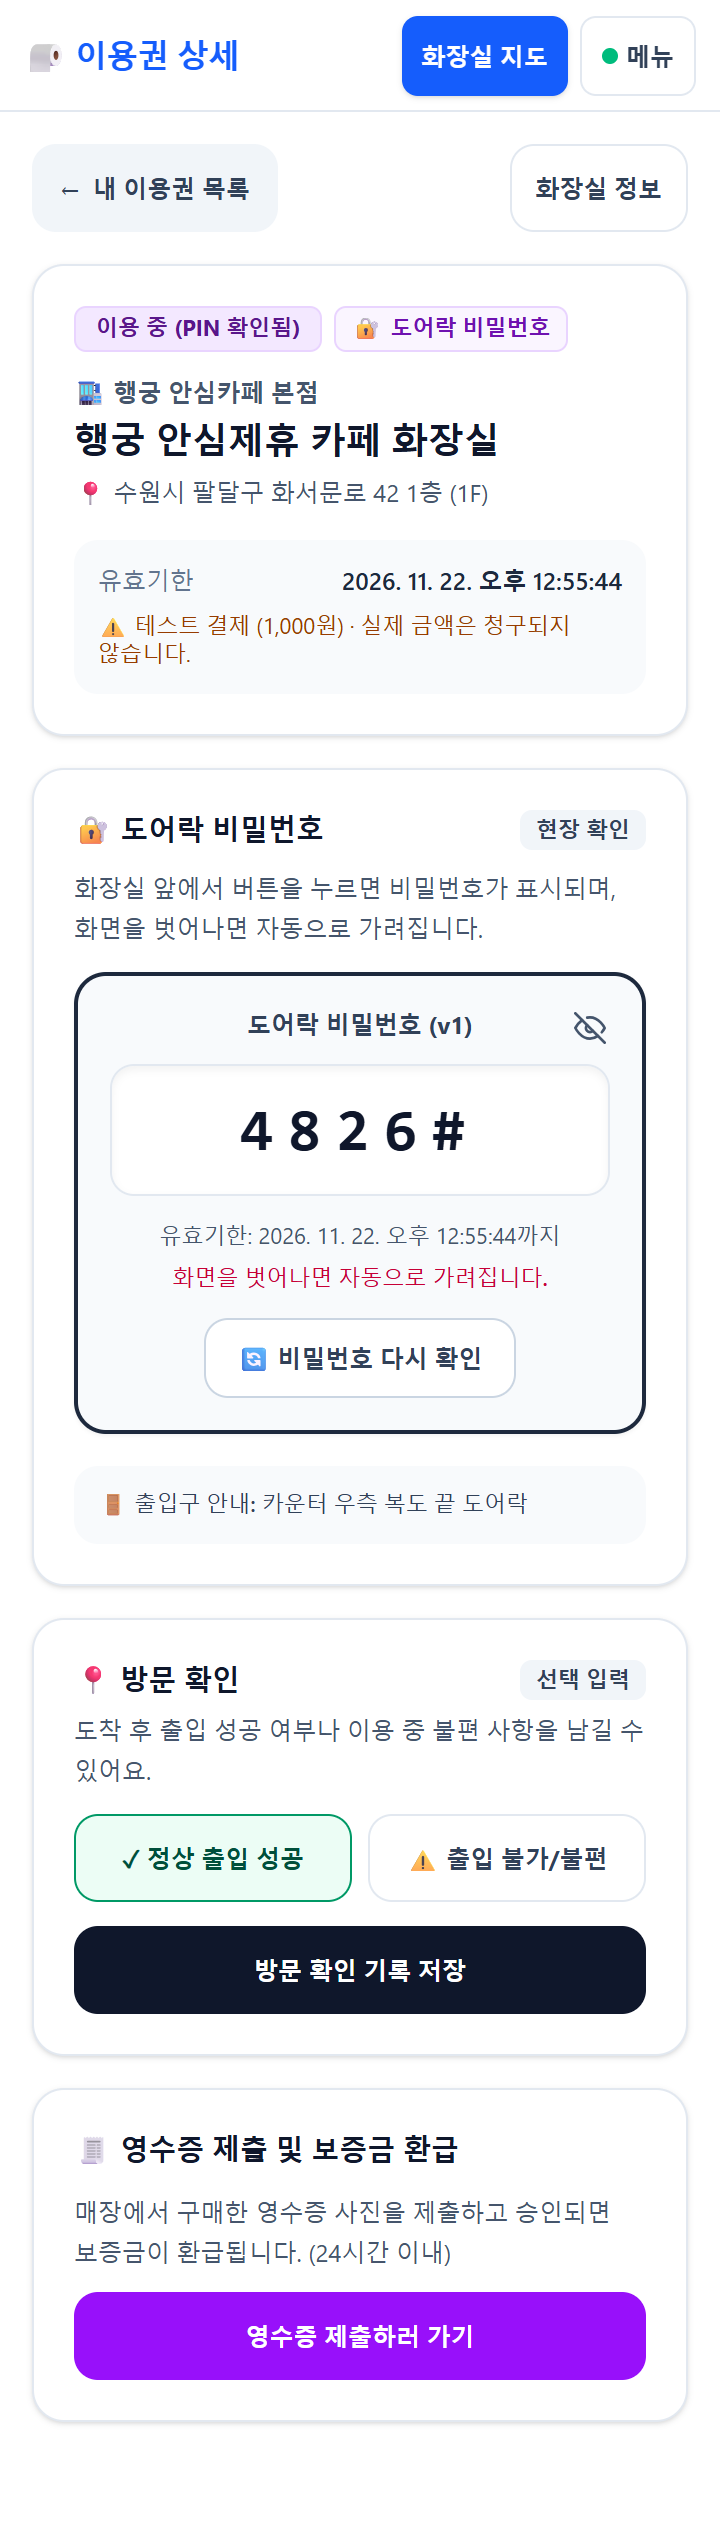 이용권 상세
화장실 지도
메뉴
← 내 이용권 목록
화장실 정보
이용 중 (PIN 확인됨)
도어락 비밀번호
행궁 안심카페 본점
행궁 안심제휴 카페 화장실
수원시 팔달구 화서문로 42 1층 (1F)
유효기한
2026. 11. 22. 오후 12:55:44
테스트 결제 (1,000원) · 실제 금액은 청구되지
않습니다.
도어락 비밀번호
현장 확인
화장실 앞에서 버튼을 누르면 비밀번호가 표시되며,
화면을 벗어나면 자동으로 가려집니다.
도어락 비밀번호 (v1)
4826#
유효기한: 2026. 11. 22. 오후 12:55:44까지
화면을 벗어나면 자동으로 가려집니다.
비밀번호 다시 확인
출입구 안내: 카운터 우측 복도 끝 도어락
방문 확인
선택 입력
도착 후 출입 성공 여부나 이용 중 불편 사항을 남길 수
있어요.
✓ 정상 출입 성공
출입 불가/불편
방문 확인 기록 저장
영수증 제출 및 보증금 환급
매장에서 구매한 영수증 사진을 제출하고 승인되면
보증금이 환급됩니다. (24시간 이내)
영수증 제출하러 가기